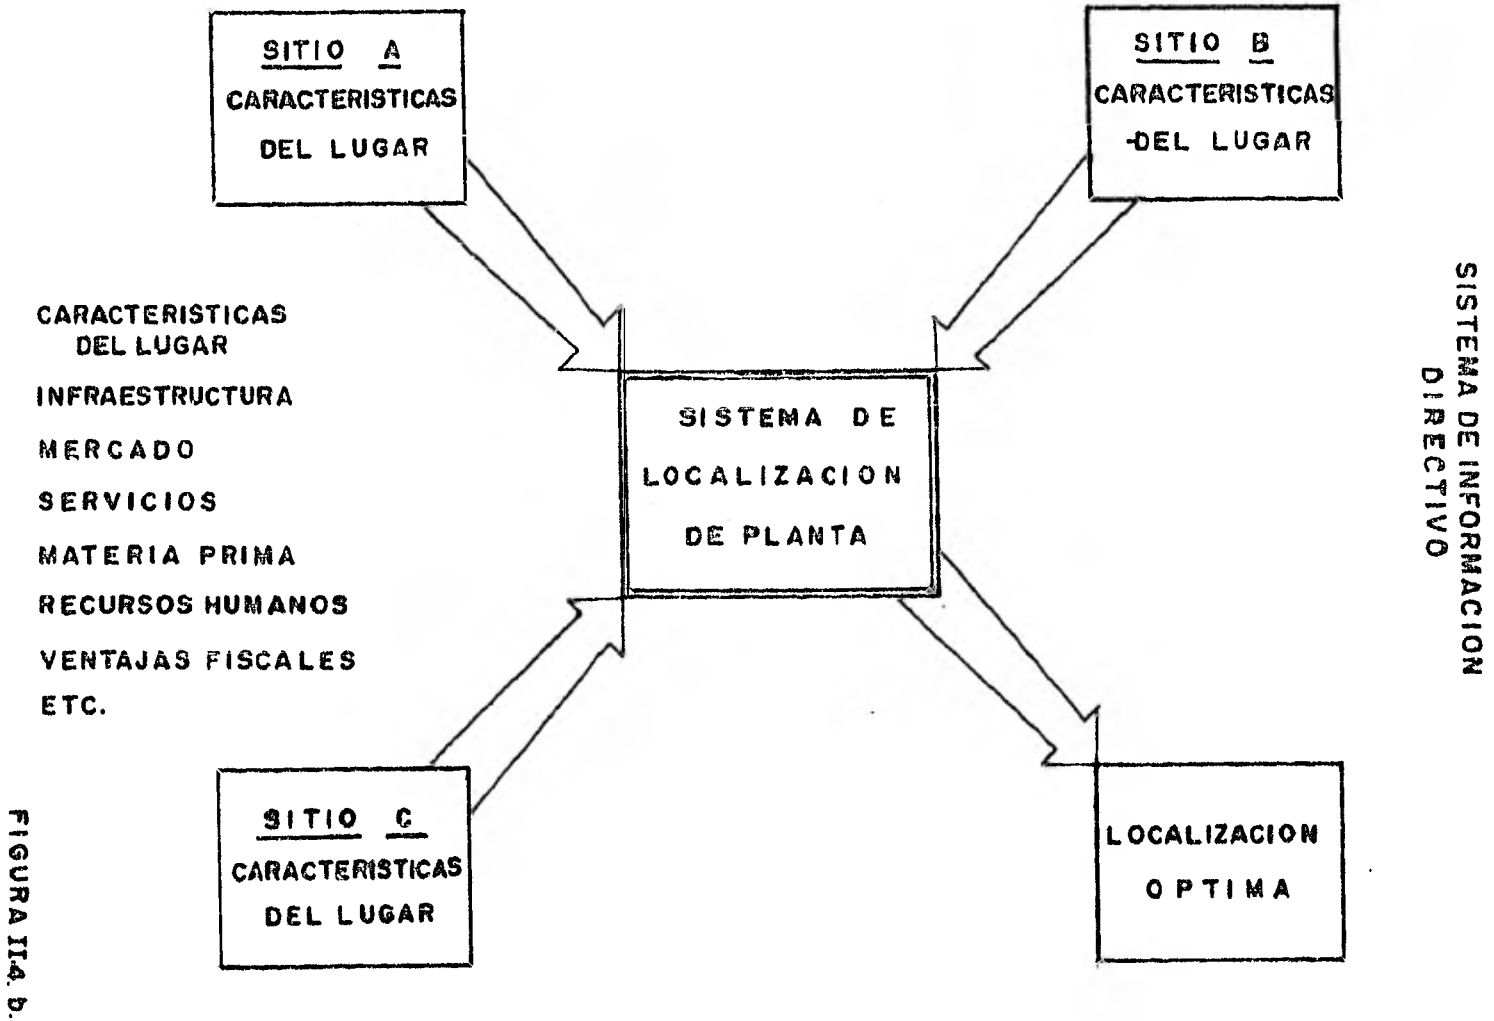 SITIO A
CARACTERISTICAS
DEL LUGAR
SITIO B
CARACTERISTICAS
-DEL LUGAR
CARACTERISTICAS
DEL LUGAR
INFRAESTRUCTURA
MERCADO
SERVICIOS
MATERIA PRIMA
RECURSOS HUMANOS
VENTAJAS FISCALES
ETC.
SISTEMA DE
LOCALIZACION
DE PLANTA
SITIO C
CARACTERISTICAS
DEL LUGAR
LOCALIZACION
OPTIMA
SISTEMA DE INFORMACION
DIRECTIVO
FIGURA II.4. b.